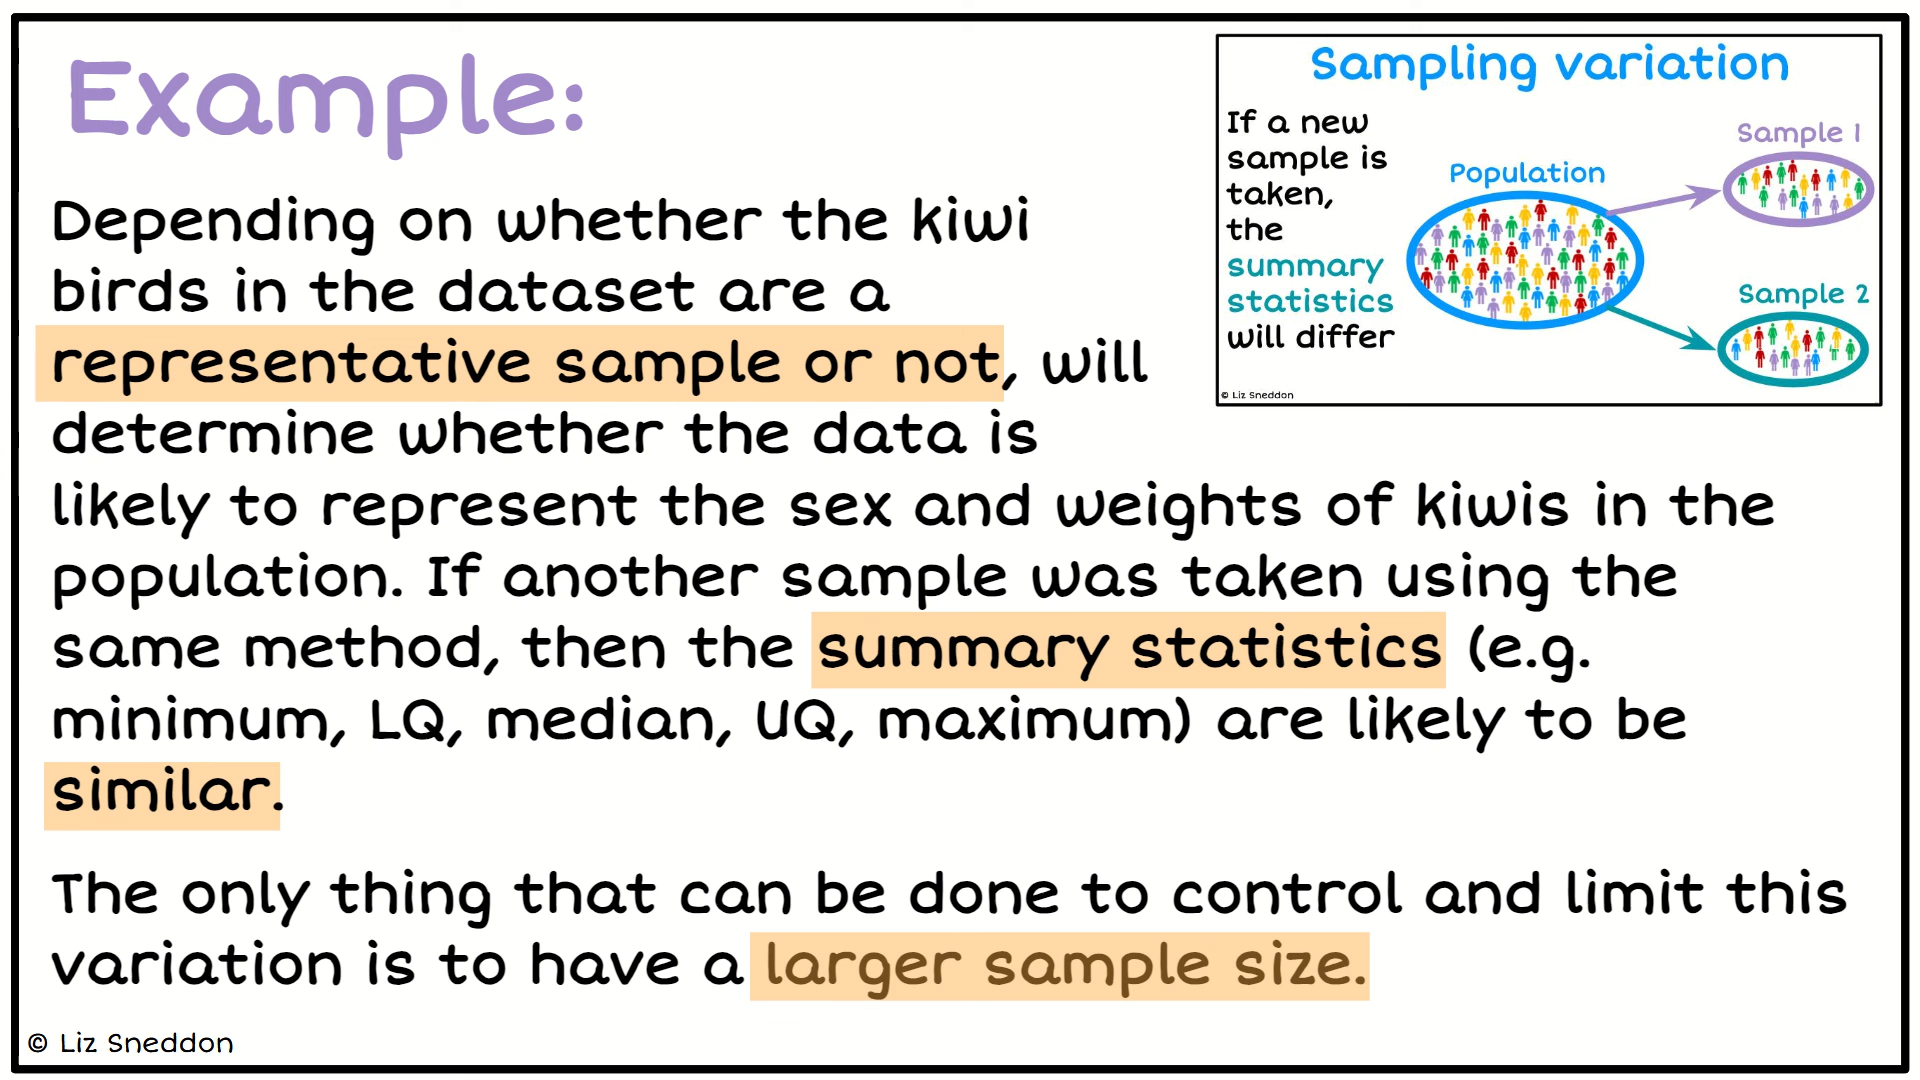 Example:
Depending on whether the kiwi
birds in the dataset are a
representative sample or not, will
determine whether the data is
likely to represent the sex and weights of kiwis in the
population. If another sample was taken using the
same method, then the summary statistics (e.g.
minimum, LQ, median, UQ, maximum) are likely to be
similar.
The only thing that can be done to control and limit this
variation is to have a larger sample size.
© Liz Sneddon
Sampling variation
If a new
sample is
taken,
the
summary
statistics
will differ
Population
Sample 1
Sample 2
© Liz Sneddon